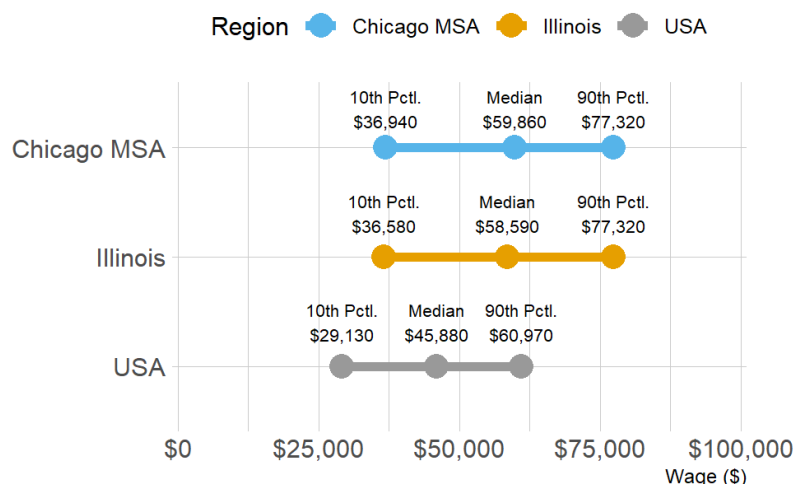 Region Chicago MSA Illinois USA
10th Pctl. Median 90th Pctl.
$36,940 $59,860 $77,320
Chicago MSA
10th Pctl. Median 90th Pctl.
$36,580 $58,590 $77,320
Illinois
10th Pctl. Median 90th Pctl.
$29,130 $45,880 $60,970
USA
$0 $25,000 $50,000 $75,000 $100,000
Wage ($)